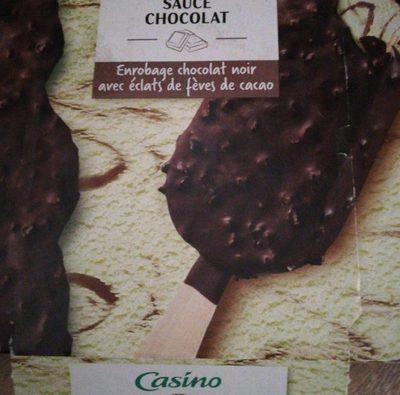 SAUCE
CHOCOLAT
Enrobage chocolat noir
avec éclats de fèves de cacao
Casino